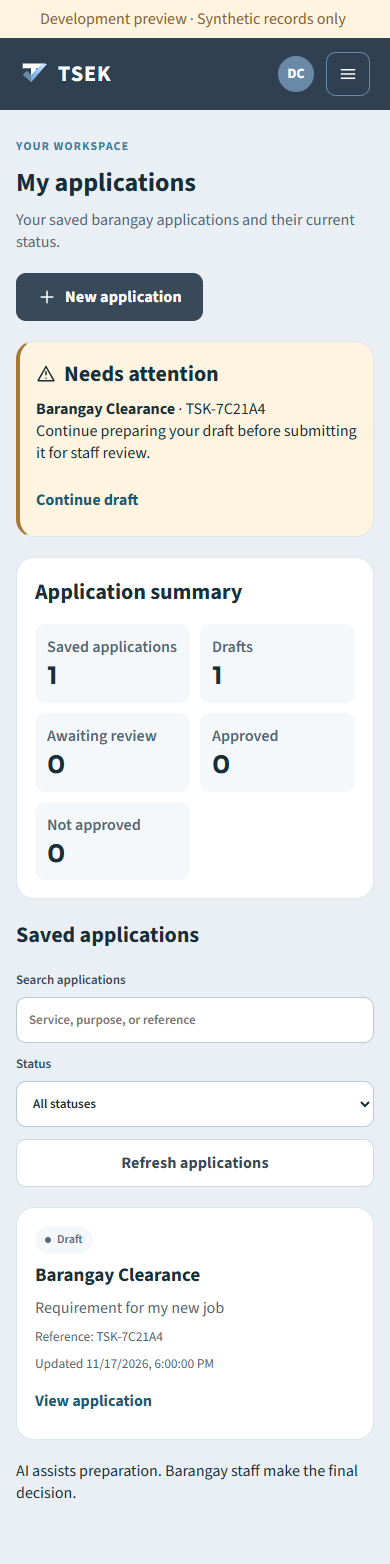 Development preview · Synthetic records only
TSEK
DC
YOUR WORKSPACE
My applications
Your saved barangay applications and their current
status.
New application
Needs attention
Barangay Clearance · TSK-7C21A4
Continue preparing your draft before submitting
it for staff review.
Continue draft
Application summary
Saved applications
1
Drafts
1
Awaiting review
0
Approved
0
Not approved
0
Saved applications
Search applications
Service, purpose, or reference
Status
All statuses
Refresh applications
Draft
Barangay Clearance
Requirement for my new job
Reference: TSK-7C21A4
Updated 11/17/2026, 6:00:00 PM
View application
AI assists preparation. Barangay staff make the final
decision.